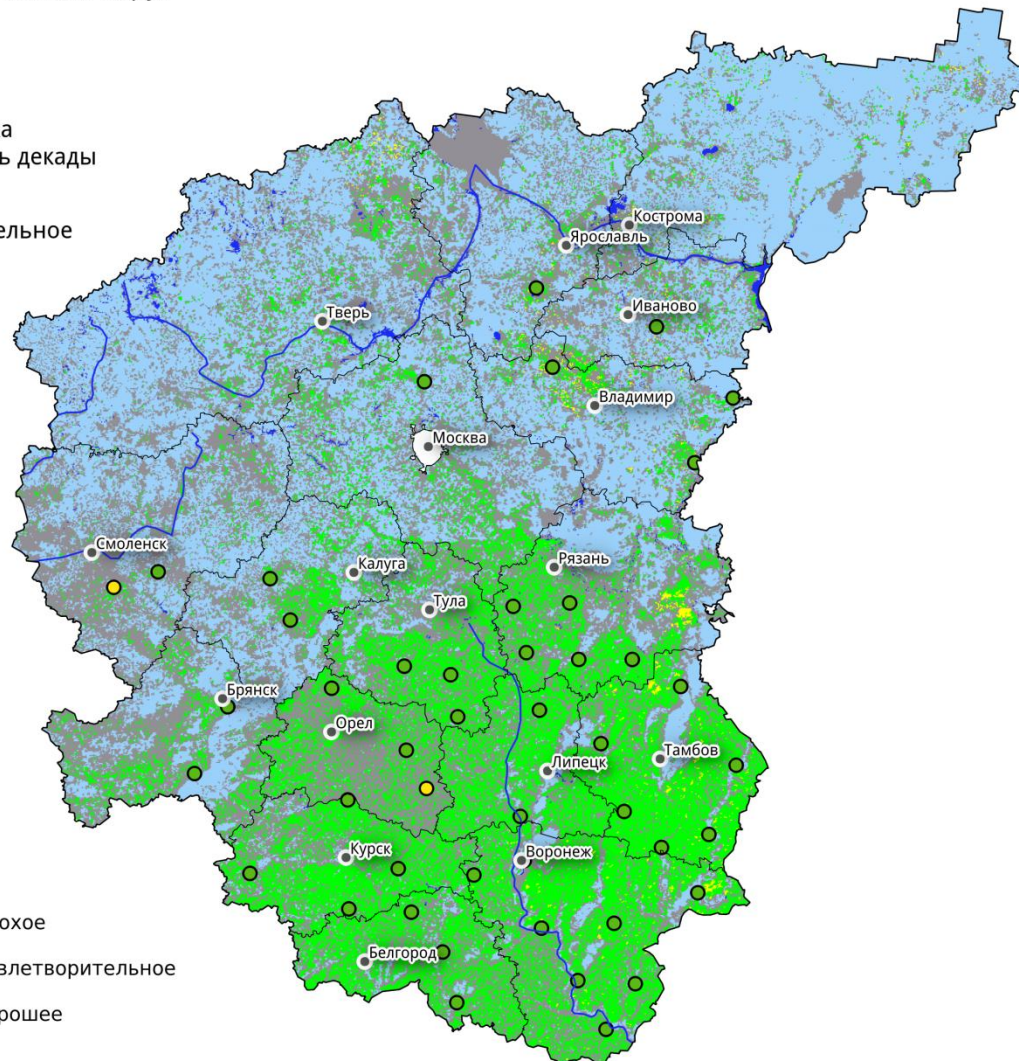 а
ь декады
ельное
Кострома
Ярославль
Иваново
Тверь
Владимир
Москва
Смоленск
Калуга
Рязань
Тула
Брянск
Орел
Тамбов
Липецк
Курск
Воронеж
охое
Белгород
влетворительное
рошее